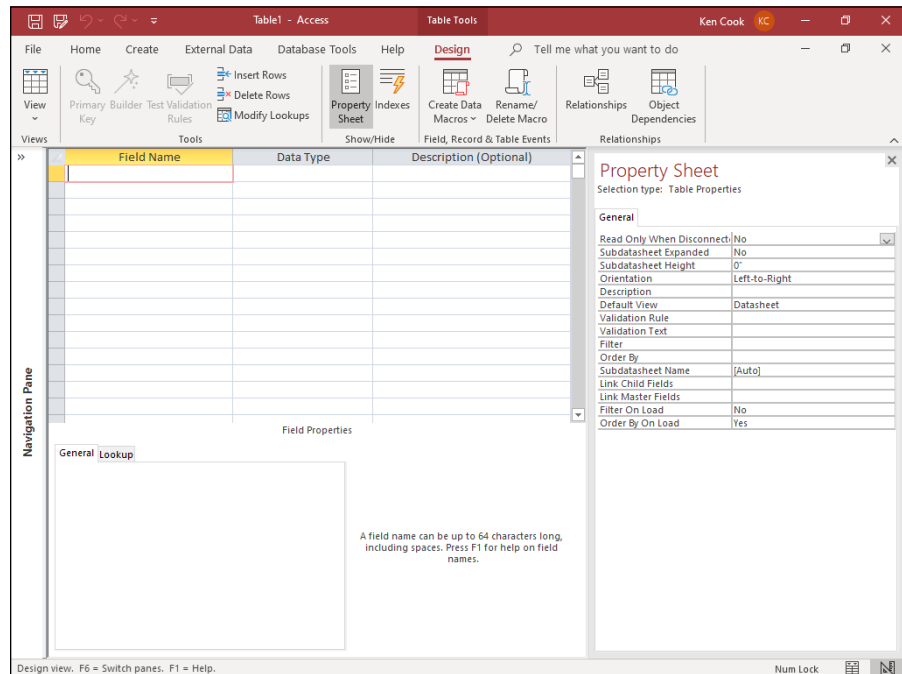 Table1 - Access
Table Tools
Ken Cook
KC
File Home Create External Data Database Tools Help Design Tell me what you want to do
View
Primary Key
Builder
Test Validation Rules
Insert Rows
Delete Rows
Modify Lookups
Property Sheet
Indexes
Create Data Macros
Rename/ Delete Macro
Relationships
Object Dependencies
Views
Tools
Show/Hide
Field, Record & Table Events
Relationships
Field Name Data Type Description (Optional)
Navigation Pane
Field Properties
General Lookup
A field name can be up to 64 characters long,
including spaces. Press F1 for help on field
names.
Property Sheet
Selection type: Table Properties
General
Read Only When Disconnect No
Subdatasheet Expanded No
Subdatasheet Height 0"
Orientation Left-to-Right
Description
Default View Datasheet
Validation Rule
Validation Text
Filter
Order By
Subdatasheet Name [Auto]
Link Child Fields
Link Master Fields
Filter On Load No
Order By On Load Yes
Design view. F6 = Switch panes. F1 = Help.
Num Lock